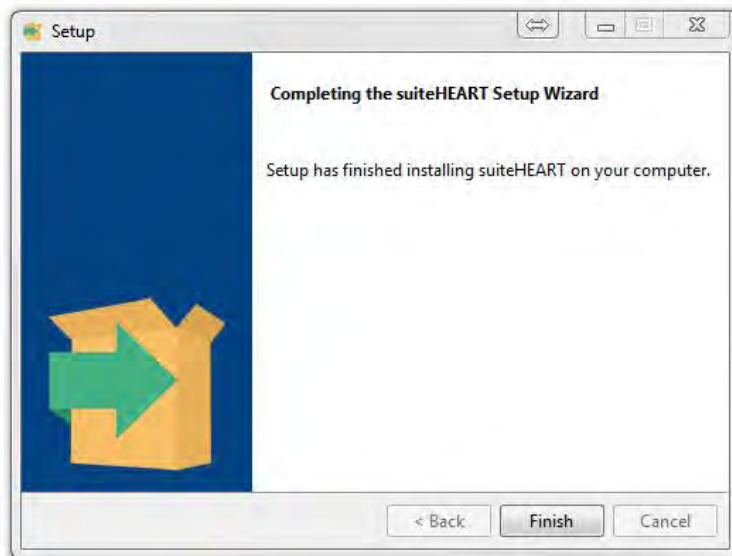 Setup
Completing the suiteHEART Setup Wizard
Setup has finished installing suiteHEART on your computer.
< Back
Finish
Cancel